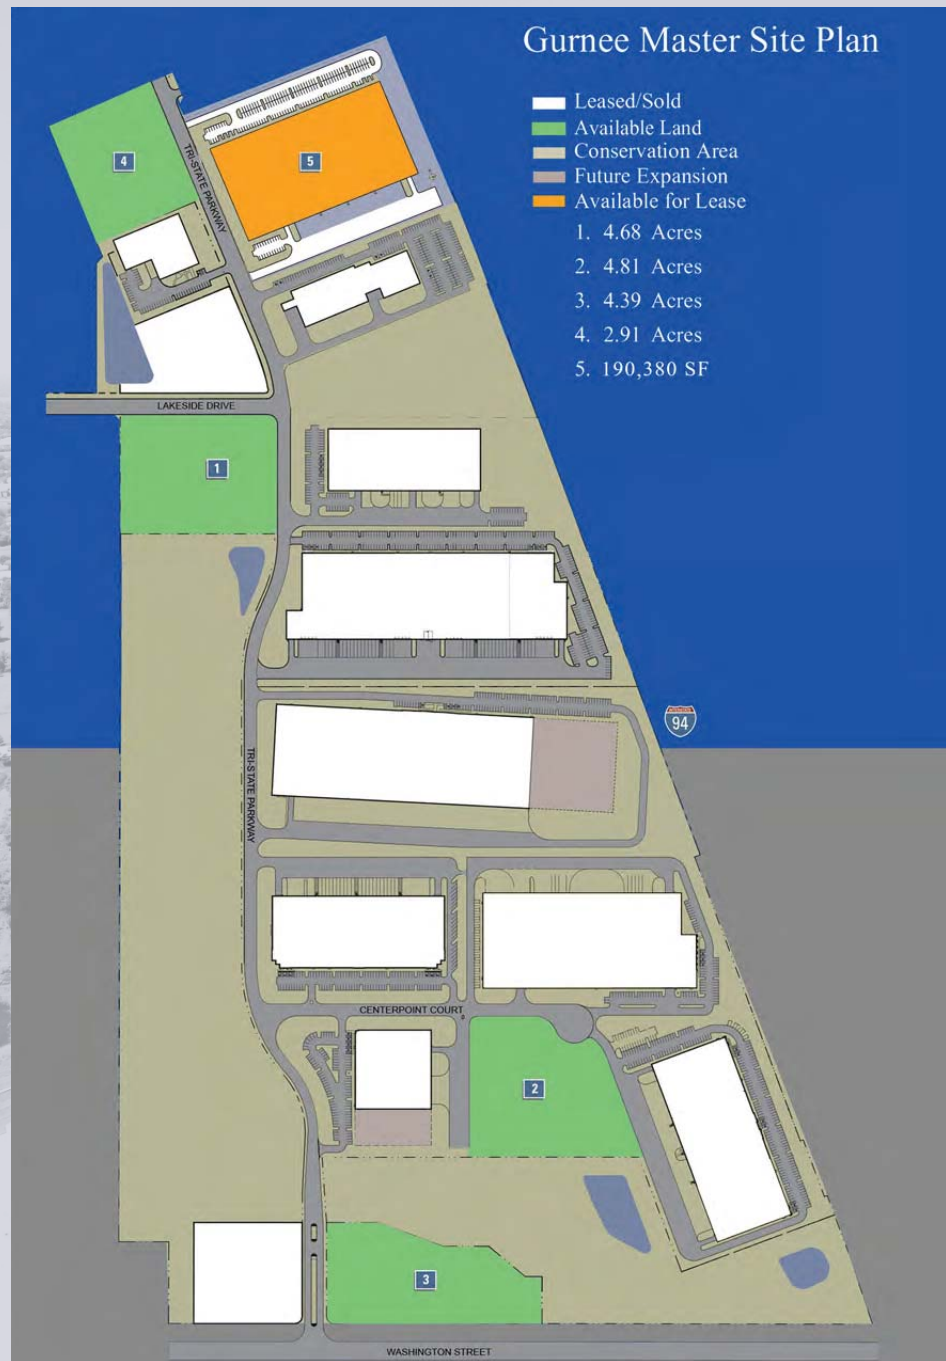 Gurnee Master Site Plan
Leased/Sold
Available Land
Conservation Area
Future Expansion
Available for Lease
1. 4.68 Acres
2. 4.81 Acres
3. 4.39 Acres
4. 2.91 Acres
5. 190,380 SF
4
5
TRI-STATE PARKWAY
LAKESIDE DRIVE
1
94
TRI-STATE PARKWAY
CENTERPOINT COURT
2
3
WASHINGTON STREET